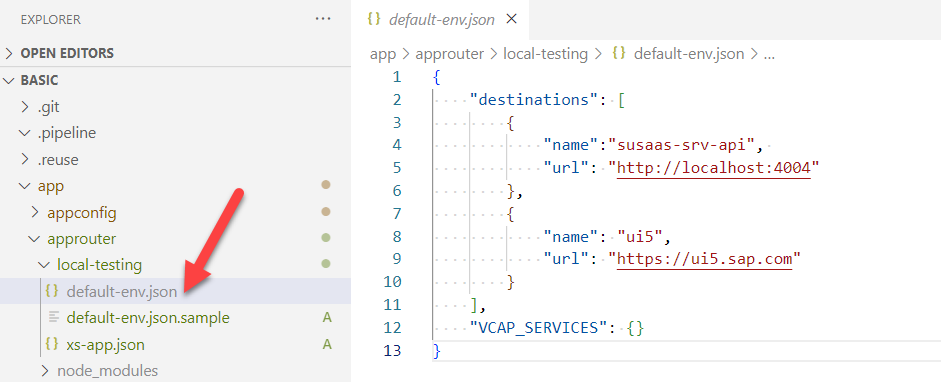 EXPLORER
OPEN EDITORS
BASIC
.git
.pipeline
.reuse
app
appconfig
approuter
local-testing
{} default-env.json
default-env.json.sample A
{} xs-app.json A
node_modules
{} default-env.json
app > approuter > local-testing > {} default-env.json > ...
1 {
2 "destinations": [
3 {
4 "name":"susaas-srv-api",
5 "url": "http://localhost:4004"
6 },
7 {
8 "name": "ui5",
9 "url": "https://ui5.sap.com"
10 }
11 ],
12 "VCAP_SERVICES": {}
13 }